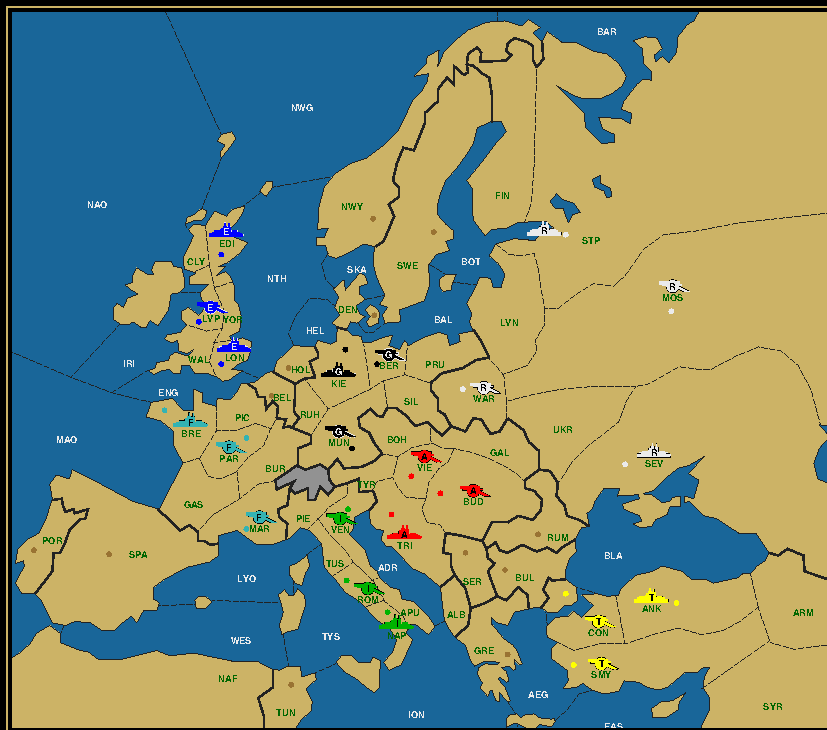 BAR
NWG
NAO
FIN
NWY
E
EDI
R
STP
CLY
SWE
BOT
SKA
NTH
R
MOS
DEN
E
LVP
YOR
LVN
BAL
HEL
E
LON
WAL
IRI
G
BER
PRU
HOL
G
KIE
R
WAR
ENG
BEL
SIL
RUH
PIC
F
BRE
UKR
MAO
G
MUN
BOH
F
PAR
GAL
A
VIE
R
SEV
BUR
TYR
A
BUD
GAS
F
MAR
PIE
I
VEN
A
TRI
RUM
POR
SPA
BLA
TUS
ADR
LYO
SER
BUL
I
ROM
T
ANK
APU
ALB
ARM
I
NAP
T
CON
WES
TYS
GRE
T
SMY
NAF
AEG
SYR
TUN
ION
EAS